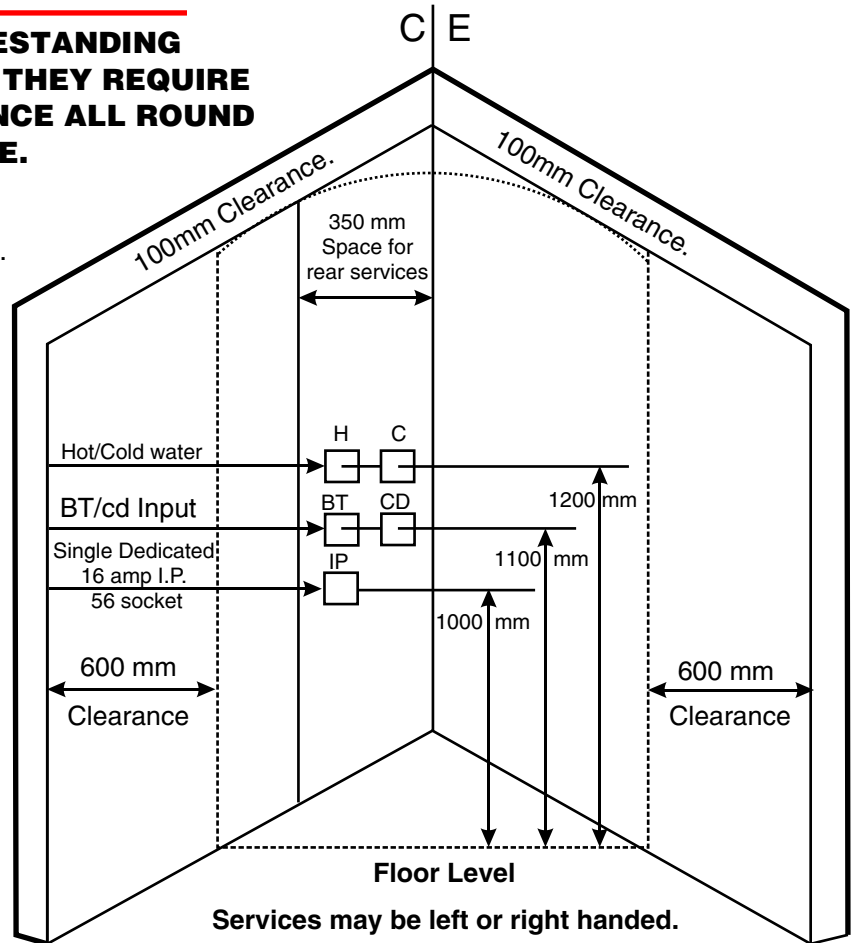 C E
ESTANDING
THEY REQUIRE
NCE ALL ROUND
E.
100mm Clearance.
100mm Clearance.
350 mm
Space for
rear services
H C
Hot/Cold water
1200 mm
BT CD
BT/cd Input
1100 mm
Single Dedicated
16 amp I.P.
56 socket
IP
1000 mm
600 mm
Clearance
600 mm
Clearance
Floor Level
Services may be left or right handed.